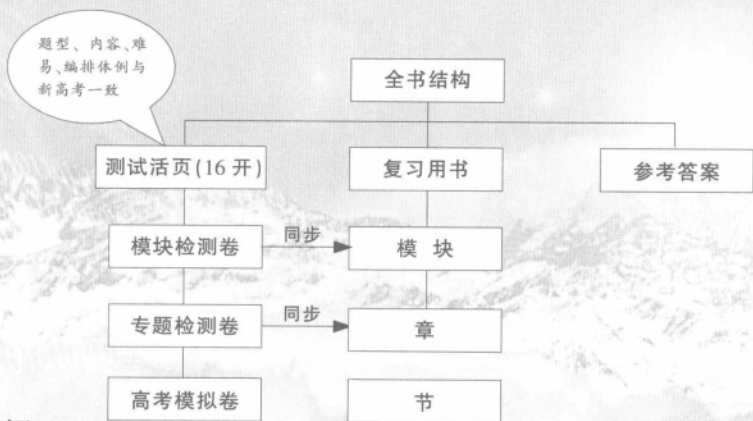 题型、内容、难
易、编排体例与
新高考一致
全书结构
测试活页(16开)
复习用书
参考答案
模块检测卷
同步
模 块
专题检测卷
同步
章
高考模拟卷
节